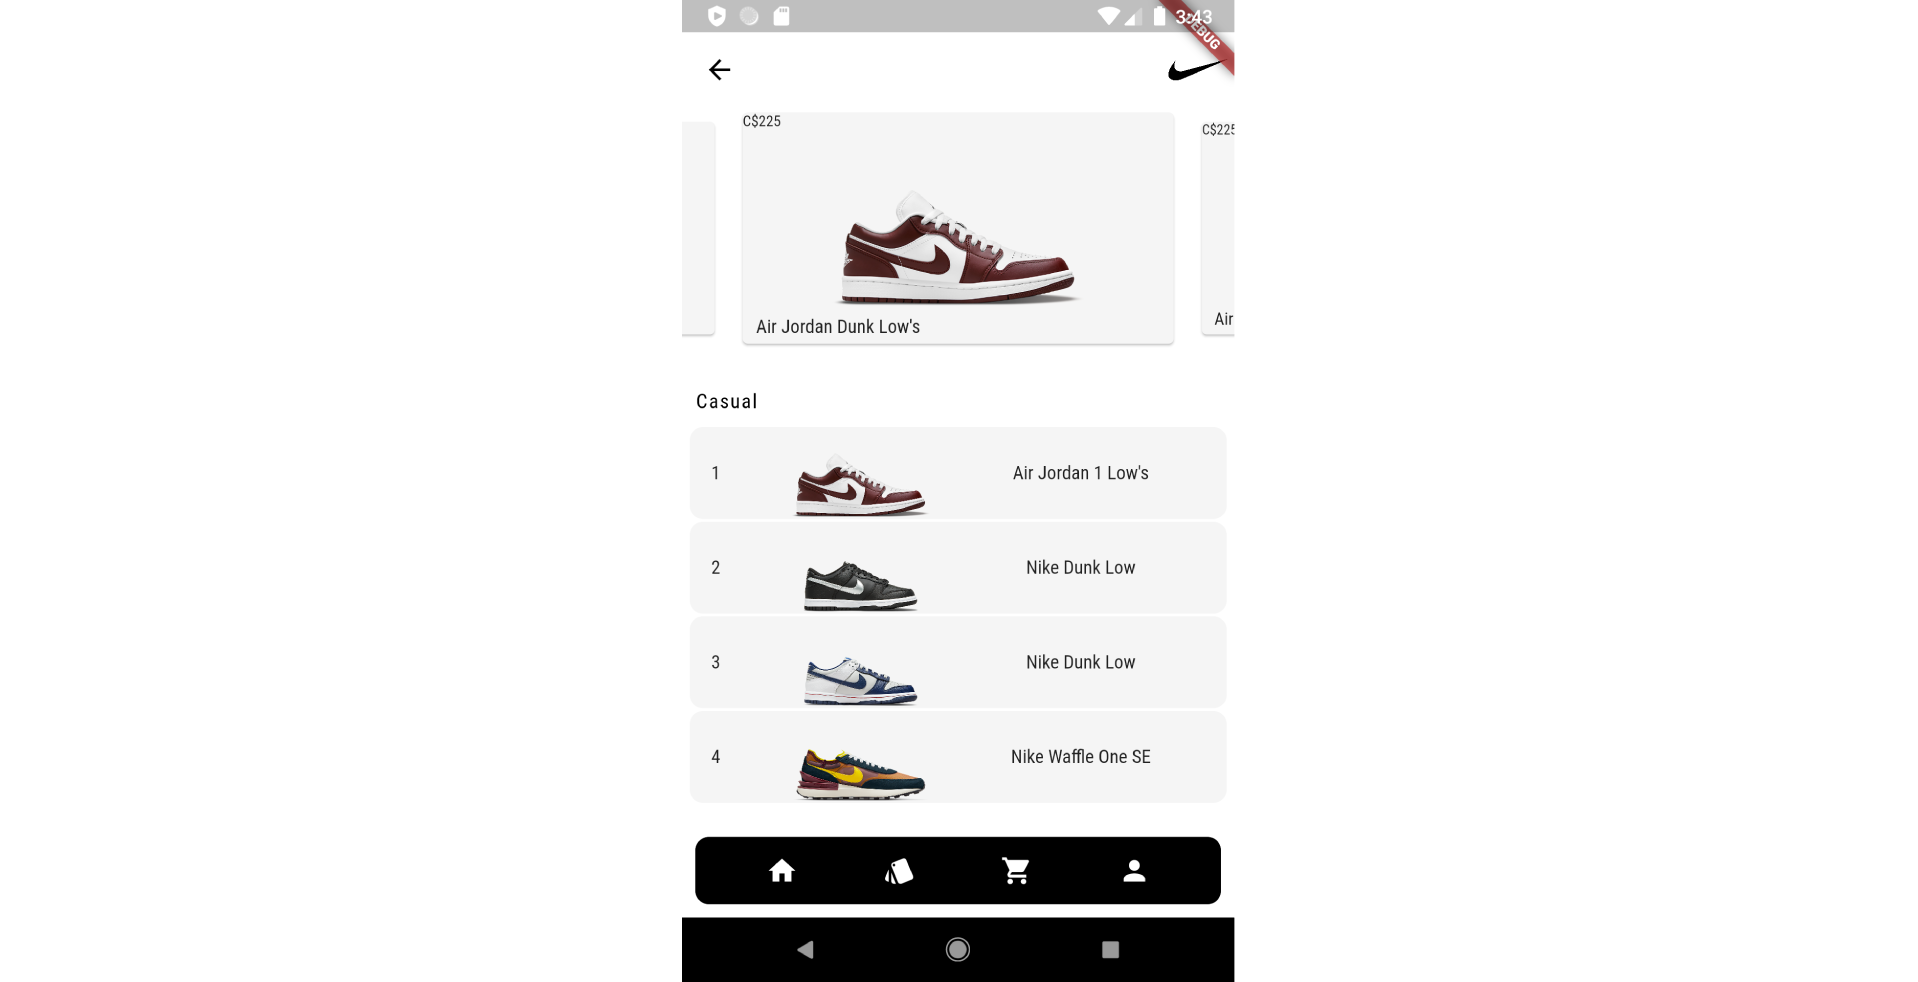 3:43
DEBUG
C$225
C$225
Air Jordan Dunk Low's
Air
Casual
1
Air Jordan 1 Low's
2
Nike Dunk Low
3
Nike Dunk Low
4
Nike Waffle One SE